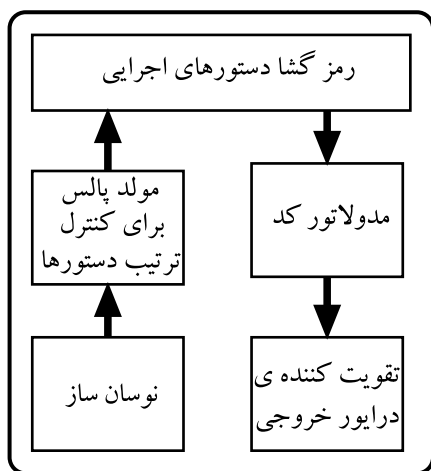 رمز گشا دستورهای اجرایی
مولد پالس
برای کنترل
ترتیب دستورها
مدولاتور کد
نوسان ساز
تقویت کننده ی
درایور خروجی